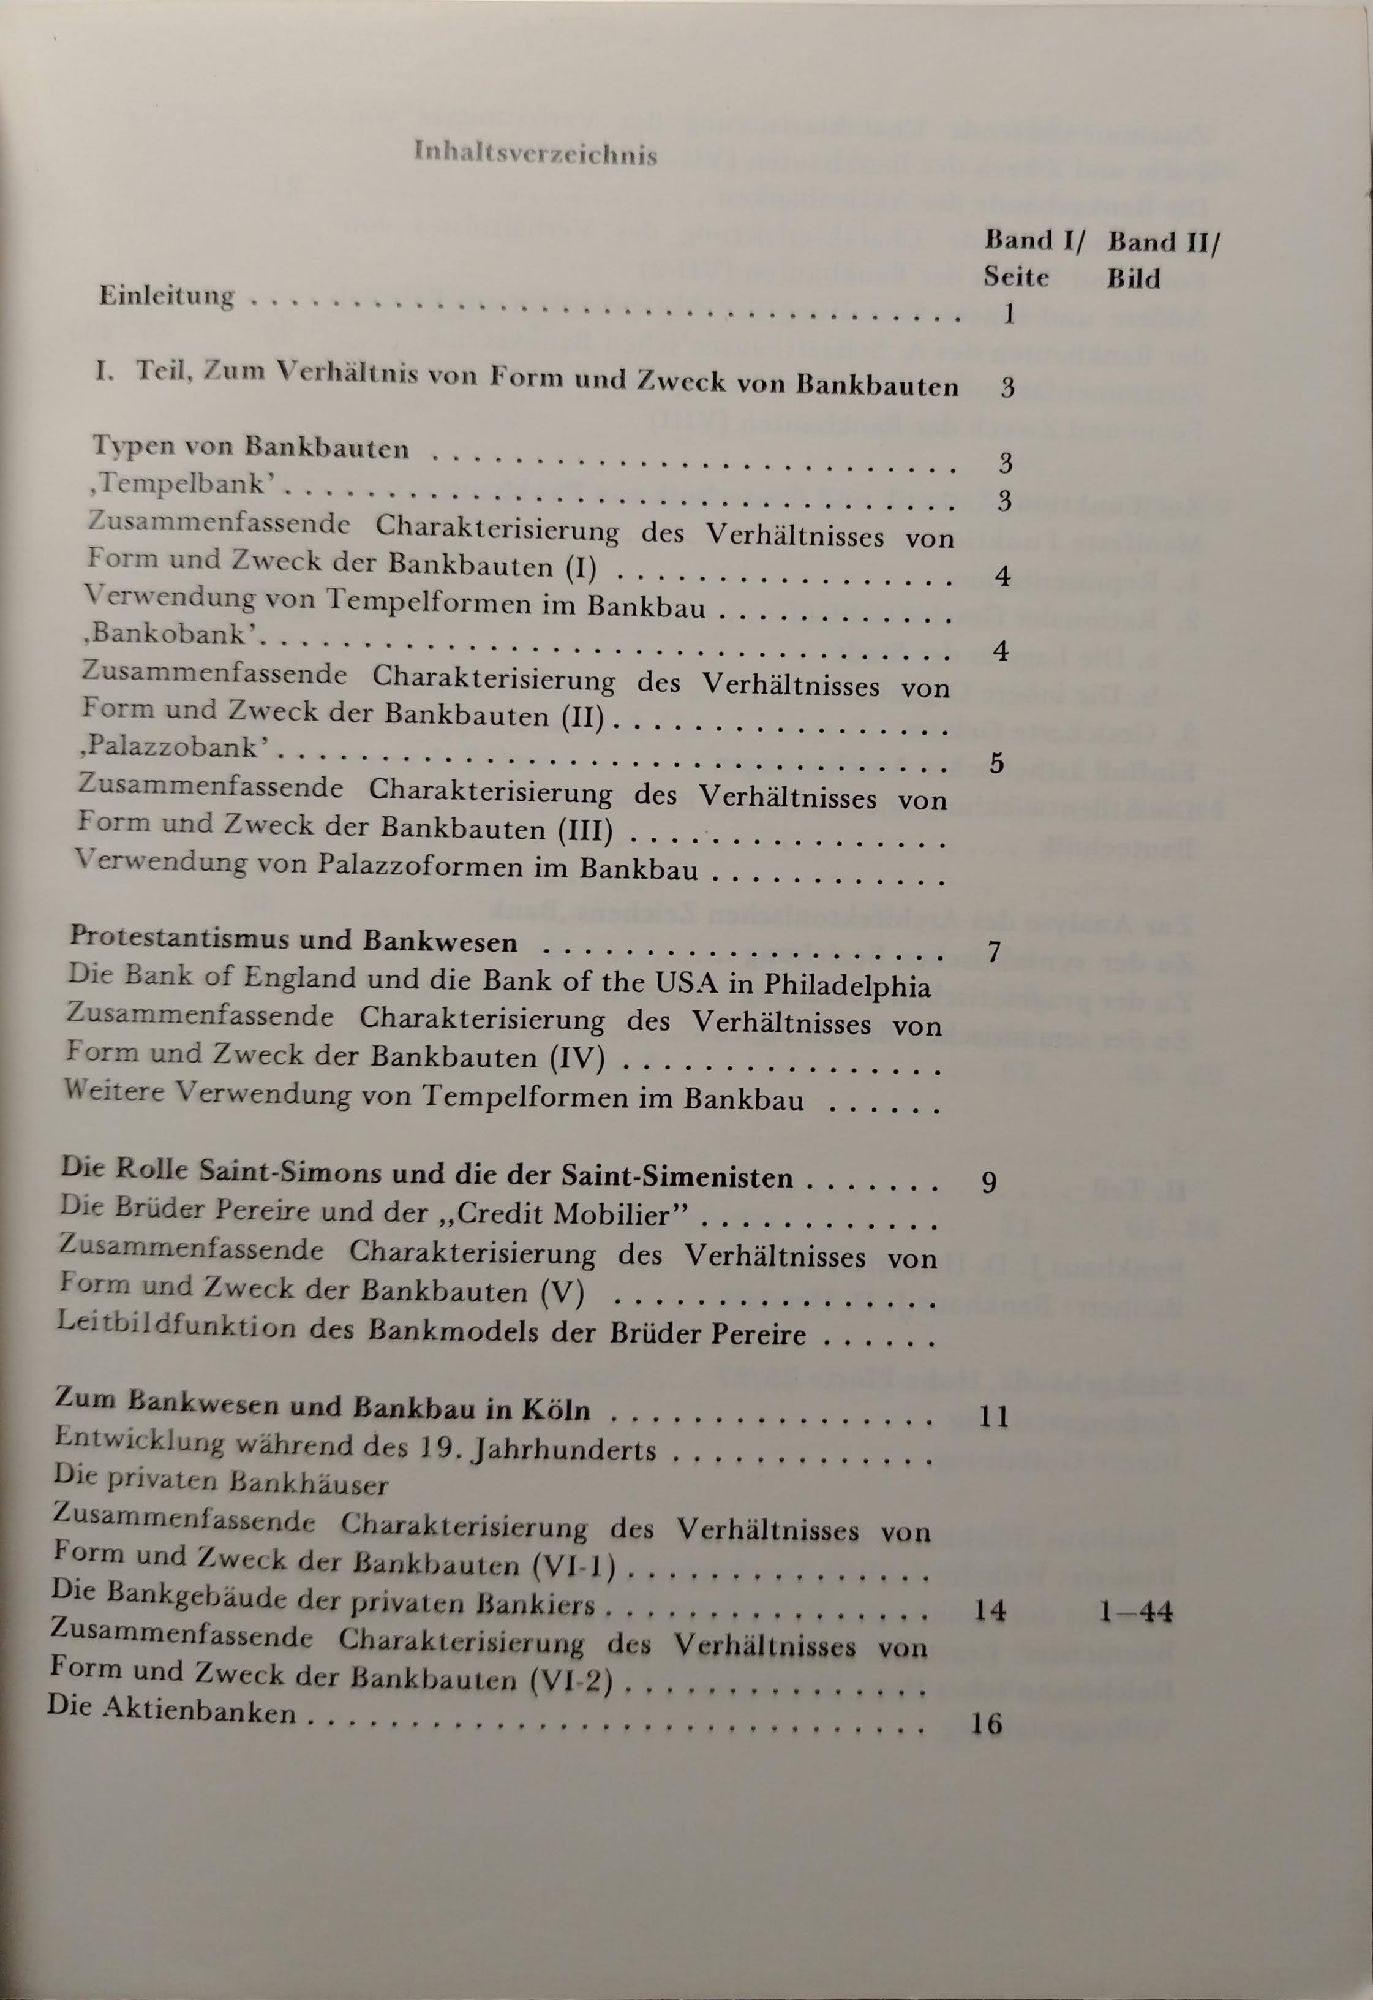 Inhaltsverzeichnis
Band I/ Band II/
Seite Bild
Einleitung . . . . . . . . . . . . . . . . . . . . . . . . . . . . . . . . . . . 1
I. Teil, Zum Verhältnis von Form und Zweck von Bankbauten 3
Typen von Bankbauten . . . . . . . . . . . . . . . . . . . . . . . . . . 3
‚Tempelbank’ . . . . . . . . . . . . . . . . . . . . . . . . . . . . . . . . . 3
Zusammenfassende Charakterisierung des Verhältnisses von
Form und Zweck der Bankbauten (I) . . . . . . . . . . . . . . . . . 4
Verwendung von Tempelformen im Bankbau . . . . . . . . . . . .
‚Bankobank’. . . . . . . . . . . . . . . . . . . . . . . . . . . . . . . . . . 4
Zusammenfassende Charakterisierung des Verhältnisses von
Form und Zweck der Bankbauten (II) . . . . . . . . . . . . . . . . .
‚Palazzobank’ . . . . . . . . . . . . . . . . . . . . . . . . . . . . . . . . . 5
Zusammenfassende Charakterisierung des Verhältnisses von
Form und Zweck der Bankbauten (III) . . . . . . . . . . . . . . . .
Verwendung von Palazzoformen im Bankbau . . . . . . . . . . . .
Protestantismus und Bankwesen . . . . . . . . . . . . . . . . . . . . 7
Die Bank of England und die Bank of the USA in Philadelphia
Zusammenfassende Charakterisierung des Verhältnisses von
Form und Zweck der Bankbauten (IV) . . . . . . . . . . . . . . . .
Weitere Verwendung von Tempelformen im Bankbau . . . . . .
Die Rolle Saint-Simons und die der Saint-Simenisten . . . . . . . 9
Die Brüder Pereire und der „Credit Mobilier” . . . . . . . . . . . .
Zusammenfassende Charakterisierung des Verhältnisses von
Form und Zweck der Bankbauten (V) . . . . . . . . . . . . . . . .
Leitbildfunktion des Bankmodels der Brüder Pereire . . . . . .
Zum Bankwesen und Bankbau in Köln . . . . . . . . . . . . . . . . 11
Entwicklung während des 19. Jahrhunderts . . . . . . . . . . . . .
Die privaten Bankhäuser
Zusammenfassende Charakterisierung des Verhältnisses von
Form und Zweck der Bankbauten (VI-1) . . . . . . . . . . . . . . .
Die Bankgebäude der privaten Bankiers . . . . . . . . . . . . . . . . 14 1–44
Zusammenfassende Charakterisierung des Verhältnisses von
Form und Zweck der Bankbauten (VI-2) . . . . . . . . . . . . . . .
Die Aktienbanken . . . . . . . . . . . . . . . . . . . . . . . . . . . . . . 16